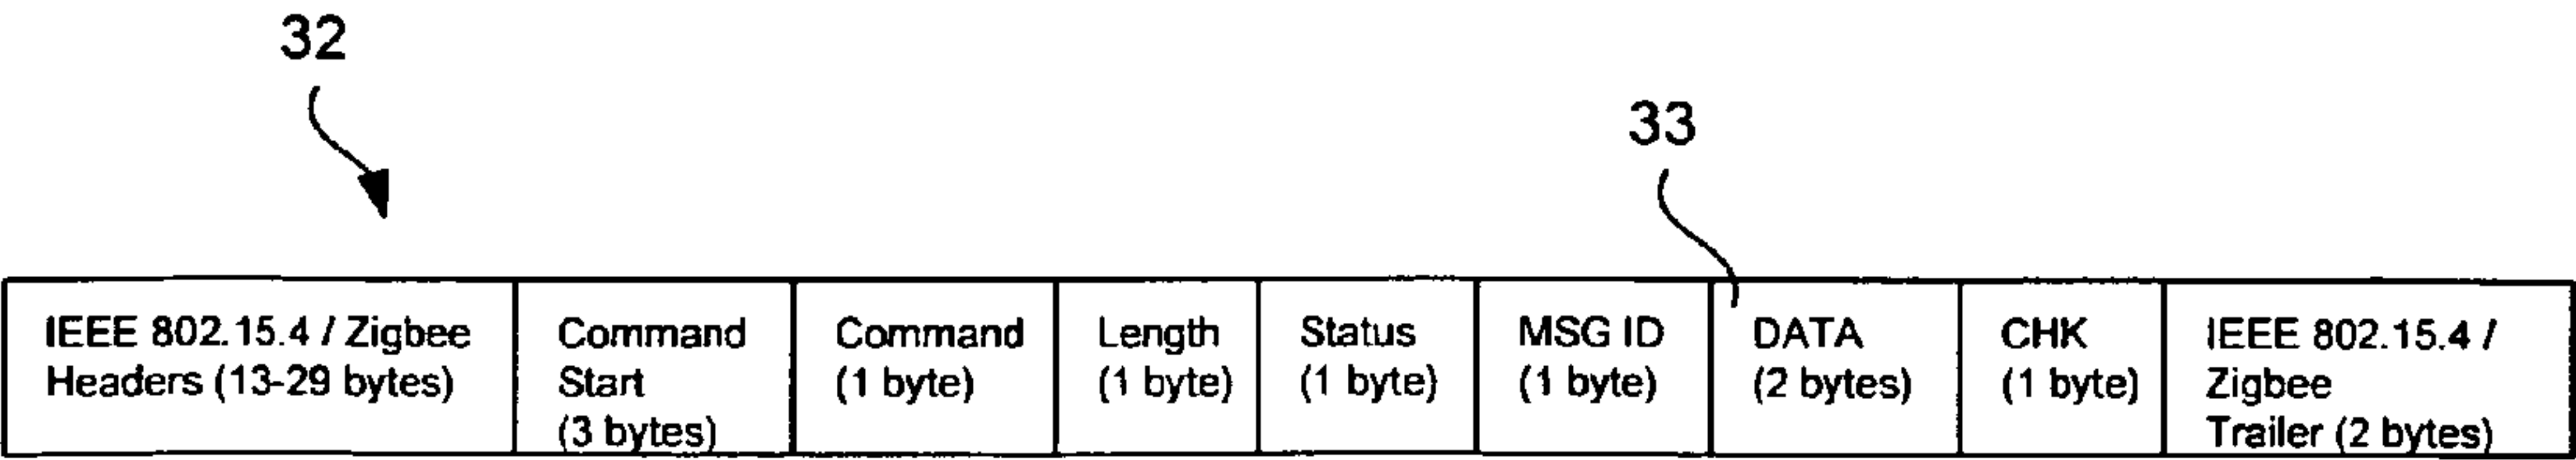 32
33
IEEE 802.15.4 / Zigbee
Headers (13-29 bytes)
Command
Start
(3 bytes)
Command
(1 byte)
Length
(1 byte)
Status
(1 byte)
MSG ID
(1 byte)
DATA
(2 bytes)
CHK
(1 byte)
IEEE 802.15.4 /
Zigbee
Trailer (2 bytes)